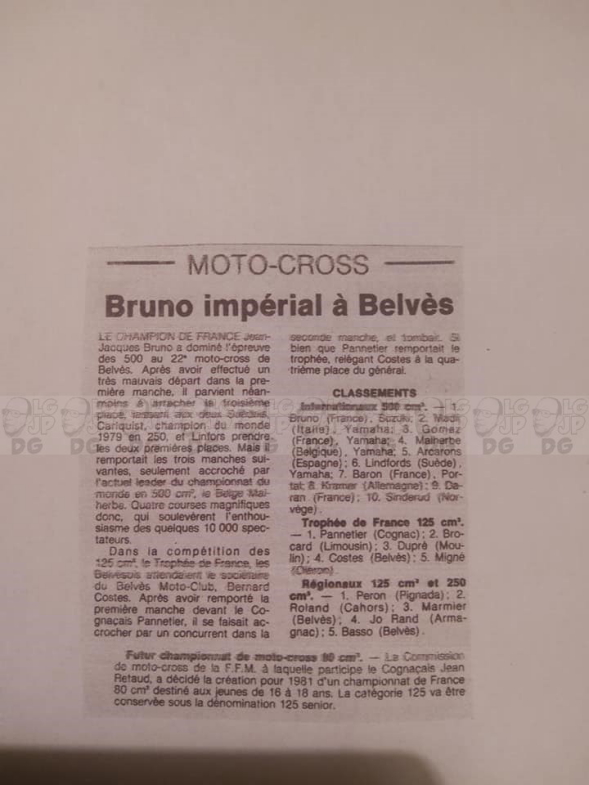 MOTO-CROSS
Bruno impérial à Belvès
LE CHAMPION DE FRANCE Jean-
Jacques Bruno a dominé l'épreuve
des 500 au 22e moto-cross de
Belvès. Après avoir effectué un
très mauvais départ dans la pre-
mière manche, il parvient néan-
moins à arracher la troisième
place, laissant aux deux Suédois,
Carlquist, champion du monde
1979 en 250, et Linfors prendre
les deux premières places. Mais il
remportait les trois manches sui-
vantes, seulement accroché par
l'actuel leader du championnat du
monde en 500 cm³, le Belge Mal-
herbe. Quatre courses magnifiques
donc, qui soulevèrent l'enthou-
siasme des quelques 10 000 spec-
tateurs.
Dans la compétition des
125 cm³, le Trophée de France, les
Belvésois attendaient le sociétaire
du Belvès Moto-Club, Bernard
Costes. Après avoir remporté la
première manche devant le Co-
gnaçais Pannetier, il se faisait ac-
crocher par un concurrent dans la
seconde manche, et tombait. Si
bien que Pannetier remportait le
trophée, relégant Costes à la qua-
trième place du général.
CLASSEMENTS
Internationaux 500 cm³. — 1.
Bruno (France), Suzuki; 2. Madii
(Italie), Yamaha; 3. Gomez
(France), Yamaha; 4. Malherbe
(Belgique), Yamaha; 5. Arcarons
(Espagne); 6. Lindfords (Suède),
Yamaha; 7. Baron (France), Por-
tal; 8. Kramer (Allemagne); 9. Da-
ran (France); 10. Sinderud (Nor-
vège).
Trophée de France 125 cm³.
— 1. Pannetier (Cognac); 2. Bro-
card (Limousin); 3. Dupré (Mou-
lin); 4. Costes (Belvès); 5. Migné
(Oléron)
Régionaux 125 cm³ et 250
cm³. — 1. Peron (Pignada); 2.
Roland (Cahors); 3. Marmier
(Belvès); 4. Jo Rand (Arma-
gnac); 5. Basso (Belvès).
Futur championnat de moto-cross 80 cm³. — La Commission
de moto-cross de la F.F.M. à laquelle participe le Cognaçais Jean
Retaud, a décidé la création pour 1981 d'un championnat de France
80 cm³ destiné aux jeunes de 16 à 18 ans. La catégorie 125 va être
conservée sous la dénomination 125 senior.